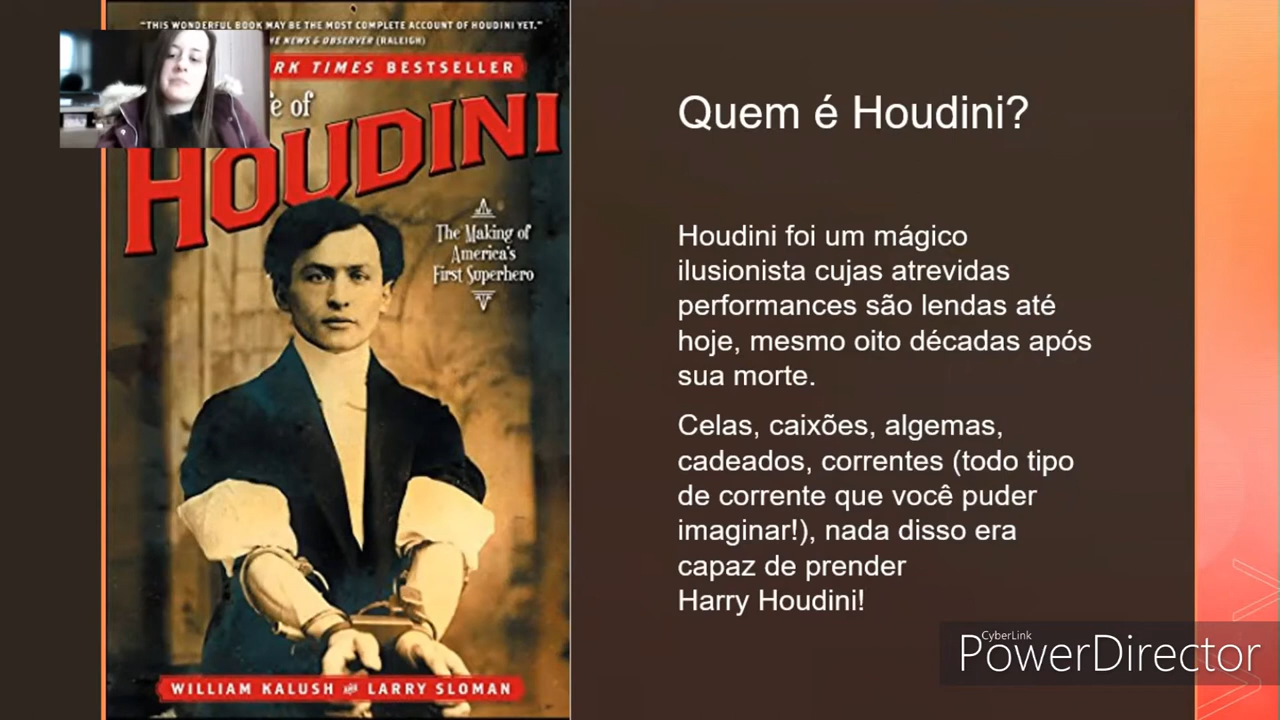 "THIS WONDERFUL BOOK MAY BE THE MOST COMPLETE ACCOUNT OF HOUDINI YET."
NEWS & OBSERVER (RALEIGH)
TIMES BESTSELLER
of
HOUDINI
The Making of
America's
First Superhero
WILLIAM KALUSH AND LARRY SLOMAN
Quem é Houdini?
Houdini foi um mágico
ilusionista cujas atrevidas
performances são lendas até
hoje, mesmo oito décadas após
sua morte.
Celas, caixões, algemas,
cadeados, correntes (todo tipo
de corrente que você puder
imaginar!), nada disso era
capaz de prender
Harry Houdini!
CyberLink
PowerDirector